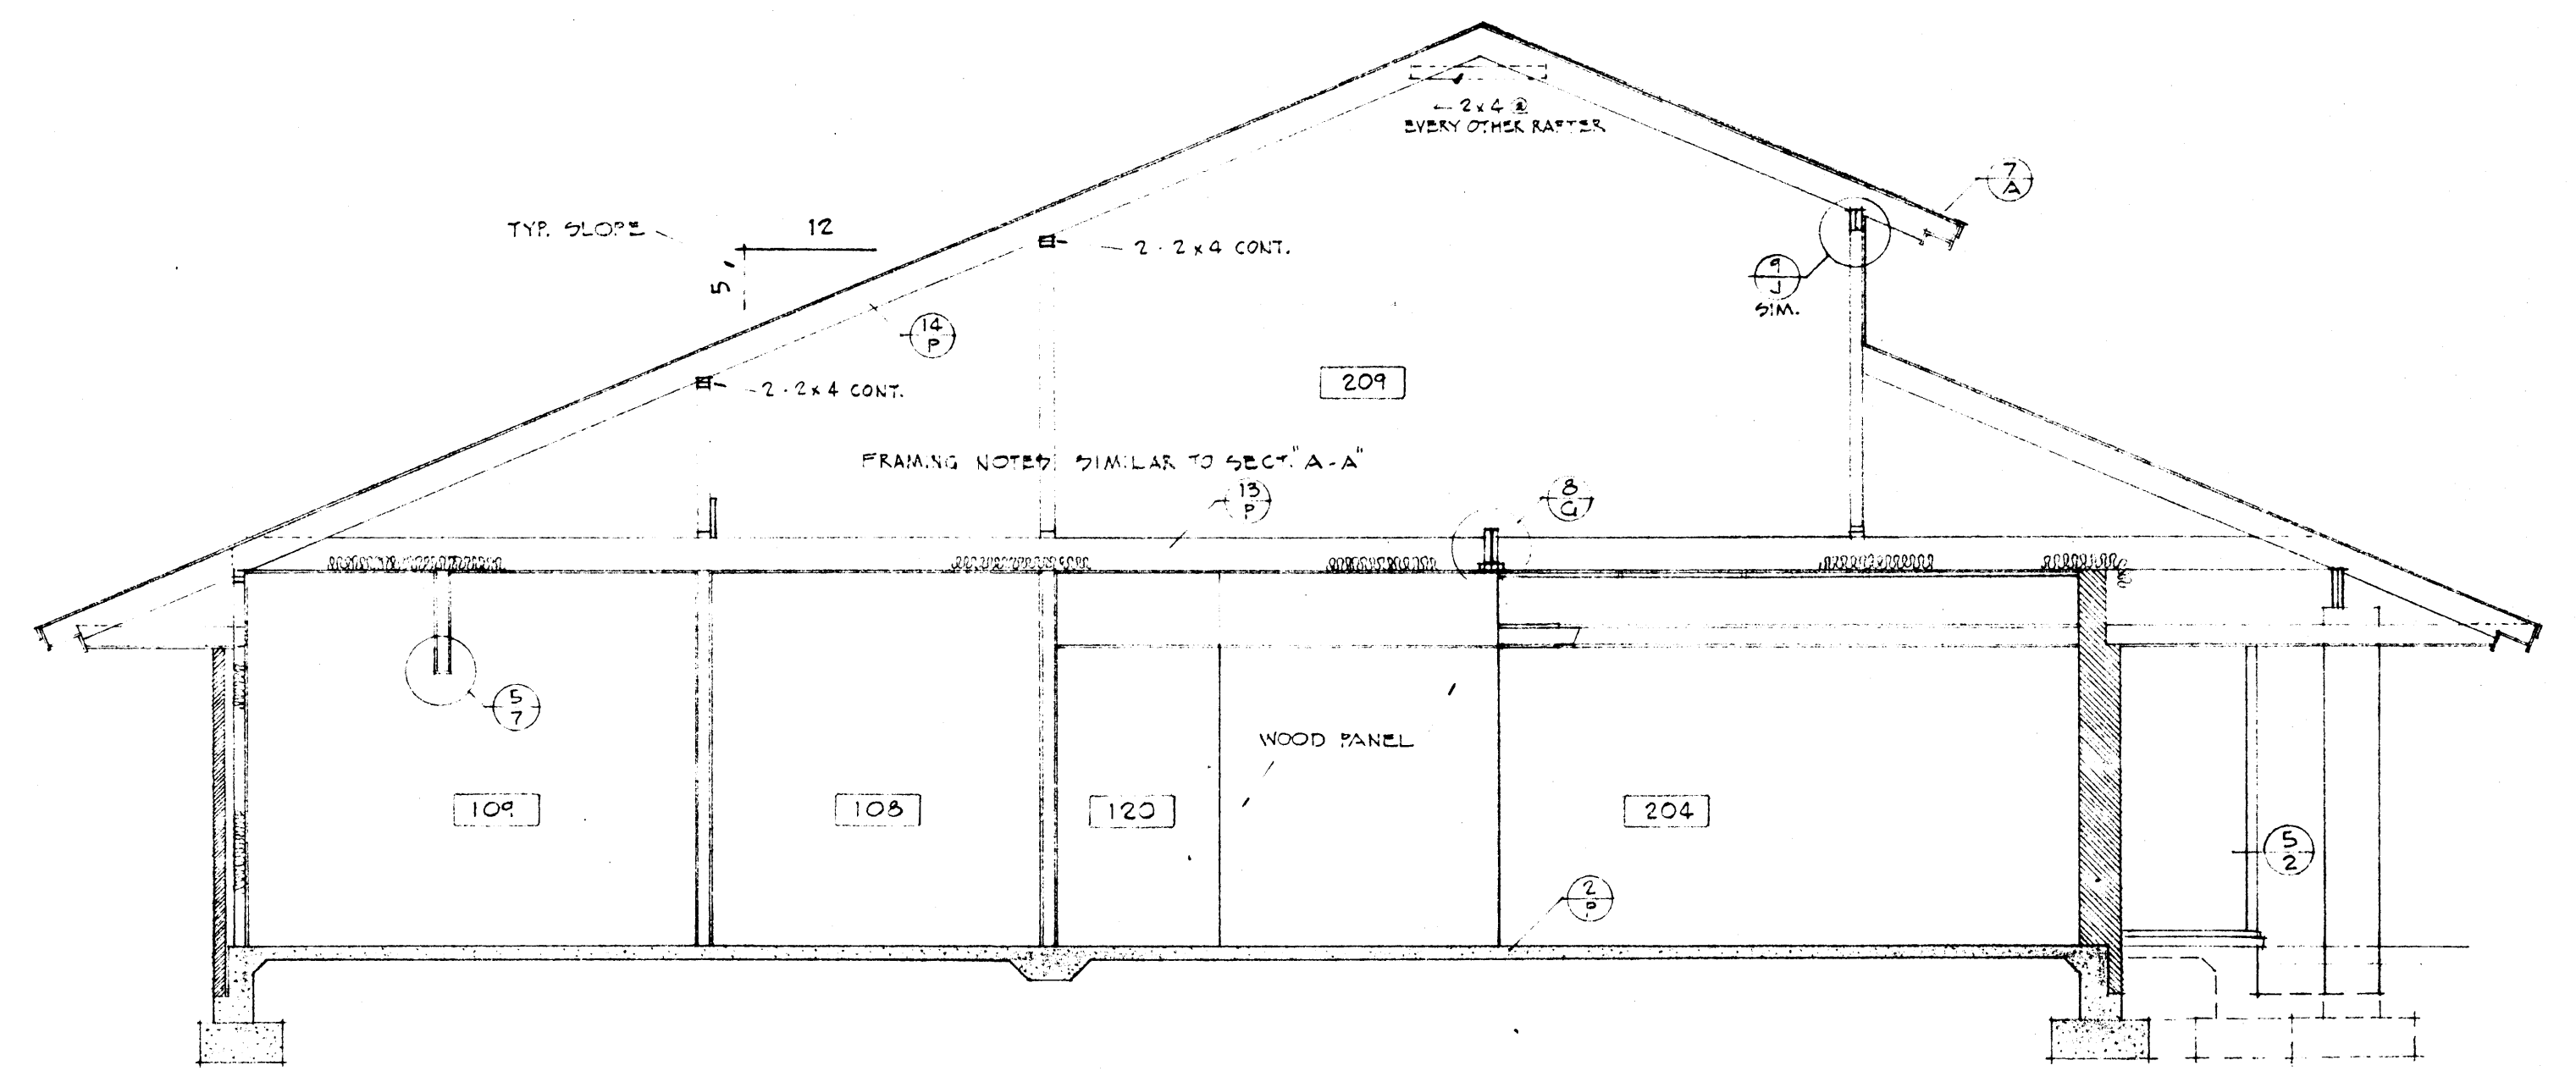 ← 2x4 @
EVERY OTHER RAFTER
7
A
TYP. SLOPE
12
5
2-2x4 CONT.
9
J
SIM.
14
P
2-2x4 CONT.
209
FRAMING NOTES SIMILAR TO SECT. "A-A"
13
P
8
G
5
7
WOOD PANEL
109
108
120
204
5
2
2
P